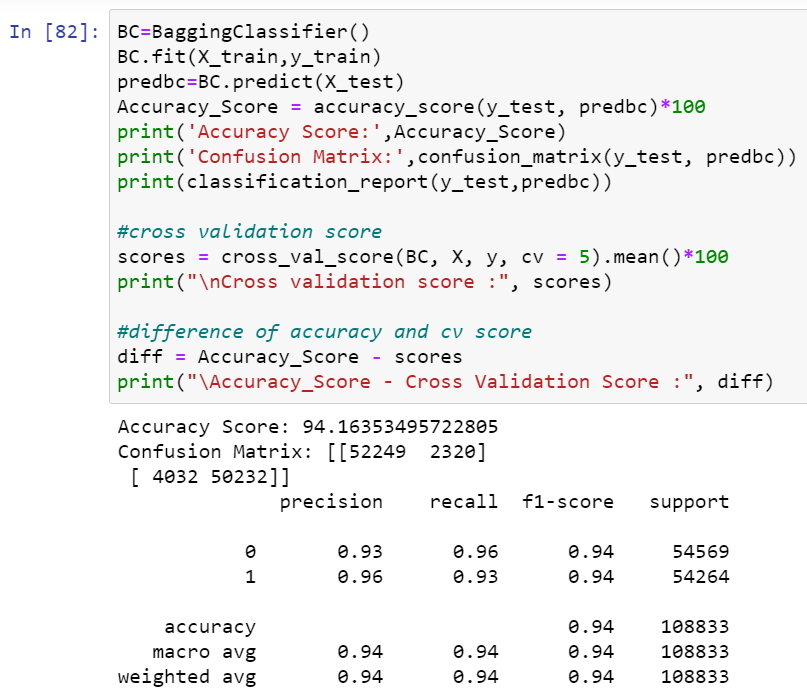 In [82]: BC=BaggingClassifier()
BC.fit(X_train,y_train)
predbc=BC.predict(X_test)
Accuracy_Score = accuracy_score(y_test, predbc)*100
print('Accuracy Score:',Accuracy_Score)
print('Confusion Matrix:',confusion_matrix(y_test, predbc))
print(classification_report(y_test,predbc))
#cross validation score
scores = cross_val_score(BC, X, y, cv = 5).mean()*100
print("\nCross validation score :", scores)
#difference of accuracy and cv score
diff = Accuracy_Score - scores
print("\Accuracy_Score - Cross Validation Score :", diff)
Accuracy Score: 94.16353495722805
Confusion Matrix: [[52249  2320]
[ 4032 50232]]
precision recall f1-score support
0 0.93 0.96 0.94 54569
1 0.96 0.93 0.94 54264
accuracy 0.94 108833
macro avg 0.94 0.94 0.94 108833
weighted avg 0.94 0.94 0.94 108833